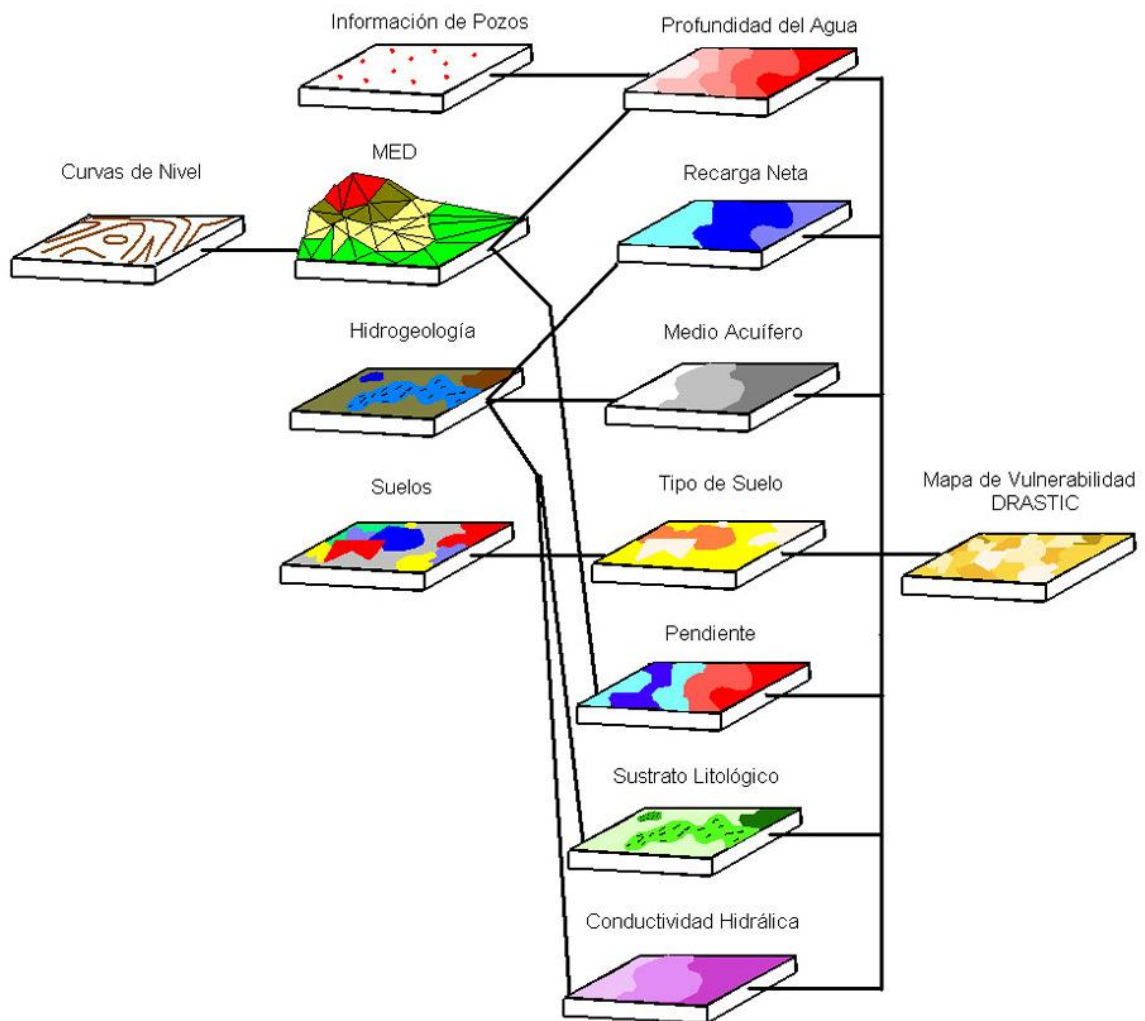 Información de Pozos
Profundidad del Agua
Curvas de Nivel
MED
Recarga Neta
Hidrogeología
Medio Acuífero
Suelos
Tipo de Suelo
Mapa de Vulnerabilidad
DRASTIC
Pendiente
Sustrato Litológico
Conductividad Hidrálica